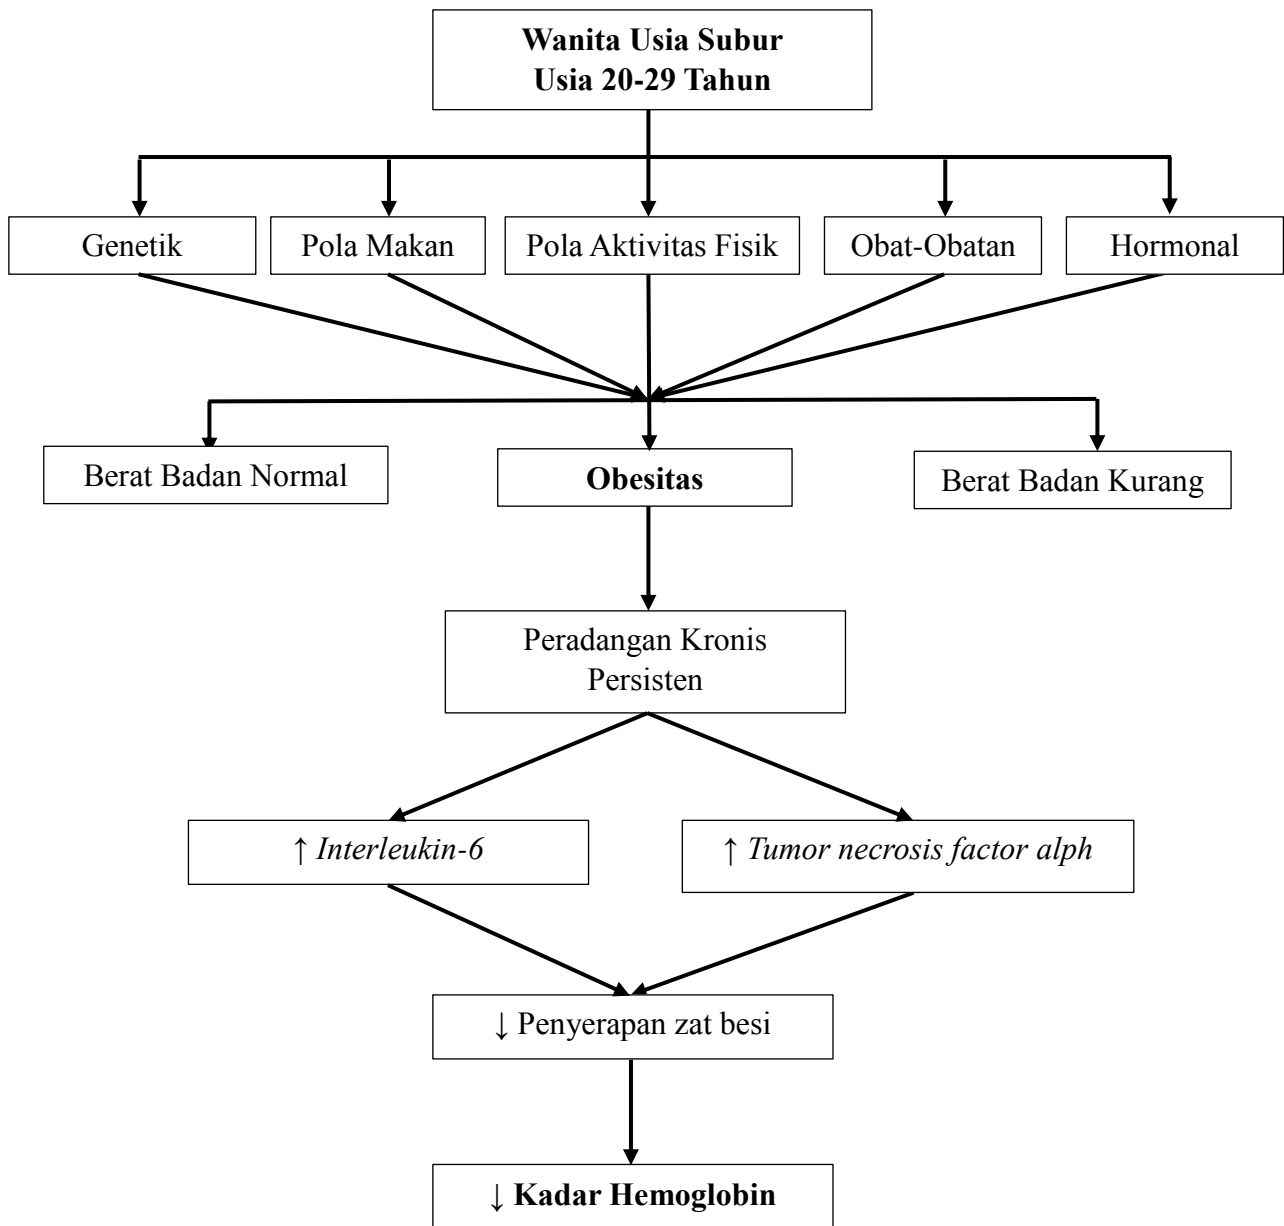 Wanita Usia Subur
Usia 20-29 Tahun
Genetik
Pola Makan
Pola Aktivitas Fisik
Obat-Obatan
Hormonal
Berat Badan Normal
Obesitas
Berat Badan Kurang
Peradangan Kronis
Persisten
↑ Interleukin-6
↑ Tumor necrosis factor alph
↓ Penyerapan zat besi
↓ Kadar Hemoglobin